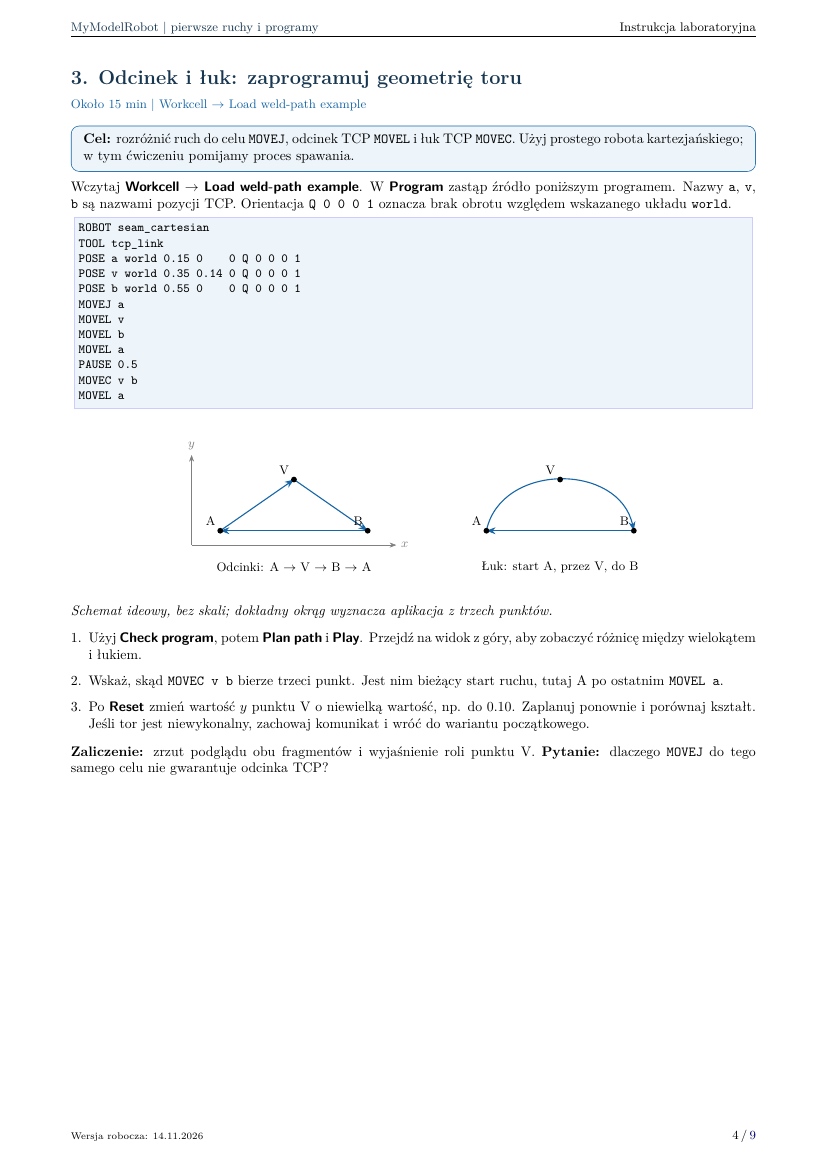 MyModelRobot | pierwsze ruchy i programy
Instrukcja laboratoryjna
3. Odcinek i łuk: zaprogramuj geometrię toru
Około 15 min | Workcell → Load weld-path example
Cel: rozróżnić ruch do celu MOVEJ, odcinek TCP MOVEL i łuk TCP MOVEC. Użyj prostego robota kartezjańskiego;
w tym ćwiczeniu pomijamy proces spawania.
Wczytaj Workcell → Load weld-path example. W Program zastąp źródło poniższym programem. Nazwy a, v,
b są nazwami pozycji TCP. Orientacja Q 0 0 0 1 oznacza brak obrotu względem wskazanego układu world.
ROBOT seam_cartesian
TOOL tcp_link
POSE a world 0.15 0    0 Q 0 0 0 1
POSE v world 0.35 0.14 0 Q 0 0 0 1
POSE b world 0.55 0    0 Q 0 0 0 1
MOVEJ a
MOVEL v
MOVEL b
MOVEL a
PAUSE 0.5
MOVEC v b
MOVEL a
y
V
A
B
x
Odcinki: A → V → B → A
V
A
B
Łuk: start A, przez V, do B
Schemat ideowy, bez skali; dokładny okrąg wyznacza aplikacja z trzech punktów.
1. Użyj Check program, potem Plan path i Play. Przejdź na widok z góry, aby zobaczyć różnicę między wielokątem
i łukiem.
2. Wskaż, skąd MOVEC v b bierze trzeci punkt. Jest nim bieżący start ruchu, tutaj A po ostatnim MOVEL a.
3. Po Reset zmień wartość y punktu V o niewielką wartość, np. do 0.10. Zaplanuj ponownie i porównaj kształt.
Jeśli tor jest niewykonalny, zachowaj komunikat i wróć do wariantu początkowego.
Zaliczenie: zrzut podglądu obu fragmentów i wyjaśnienie roli punktu V. Pytanie: dlaczego MOVEJ do tego
samego celu nie gwarantuje odcinka TCP?
Wersja robocza: 14.11.2026
4 / 9